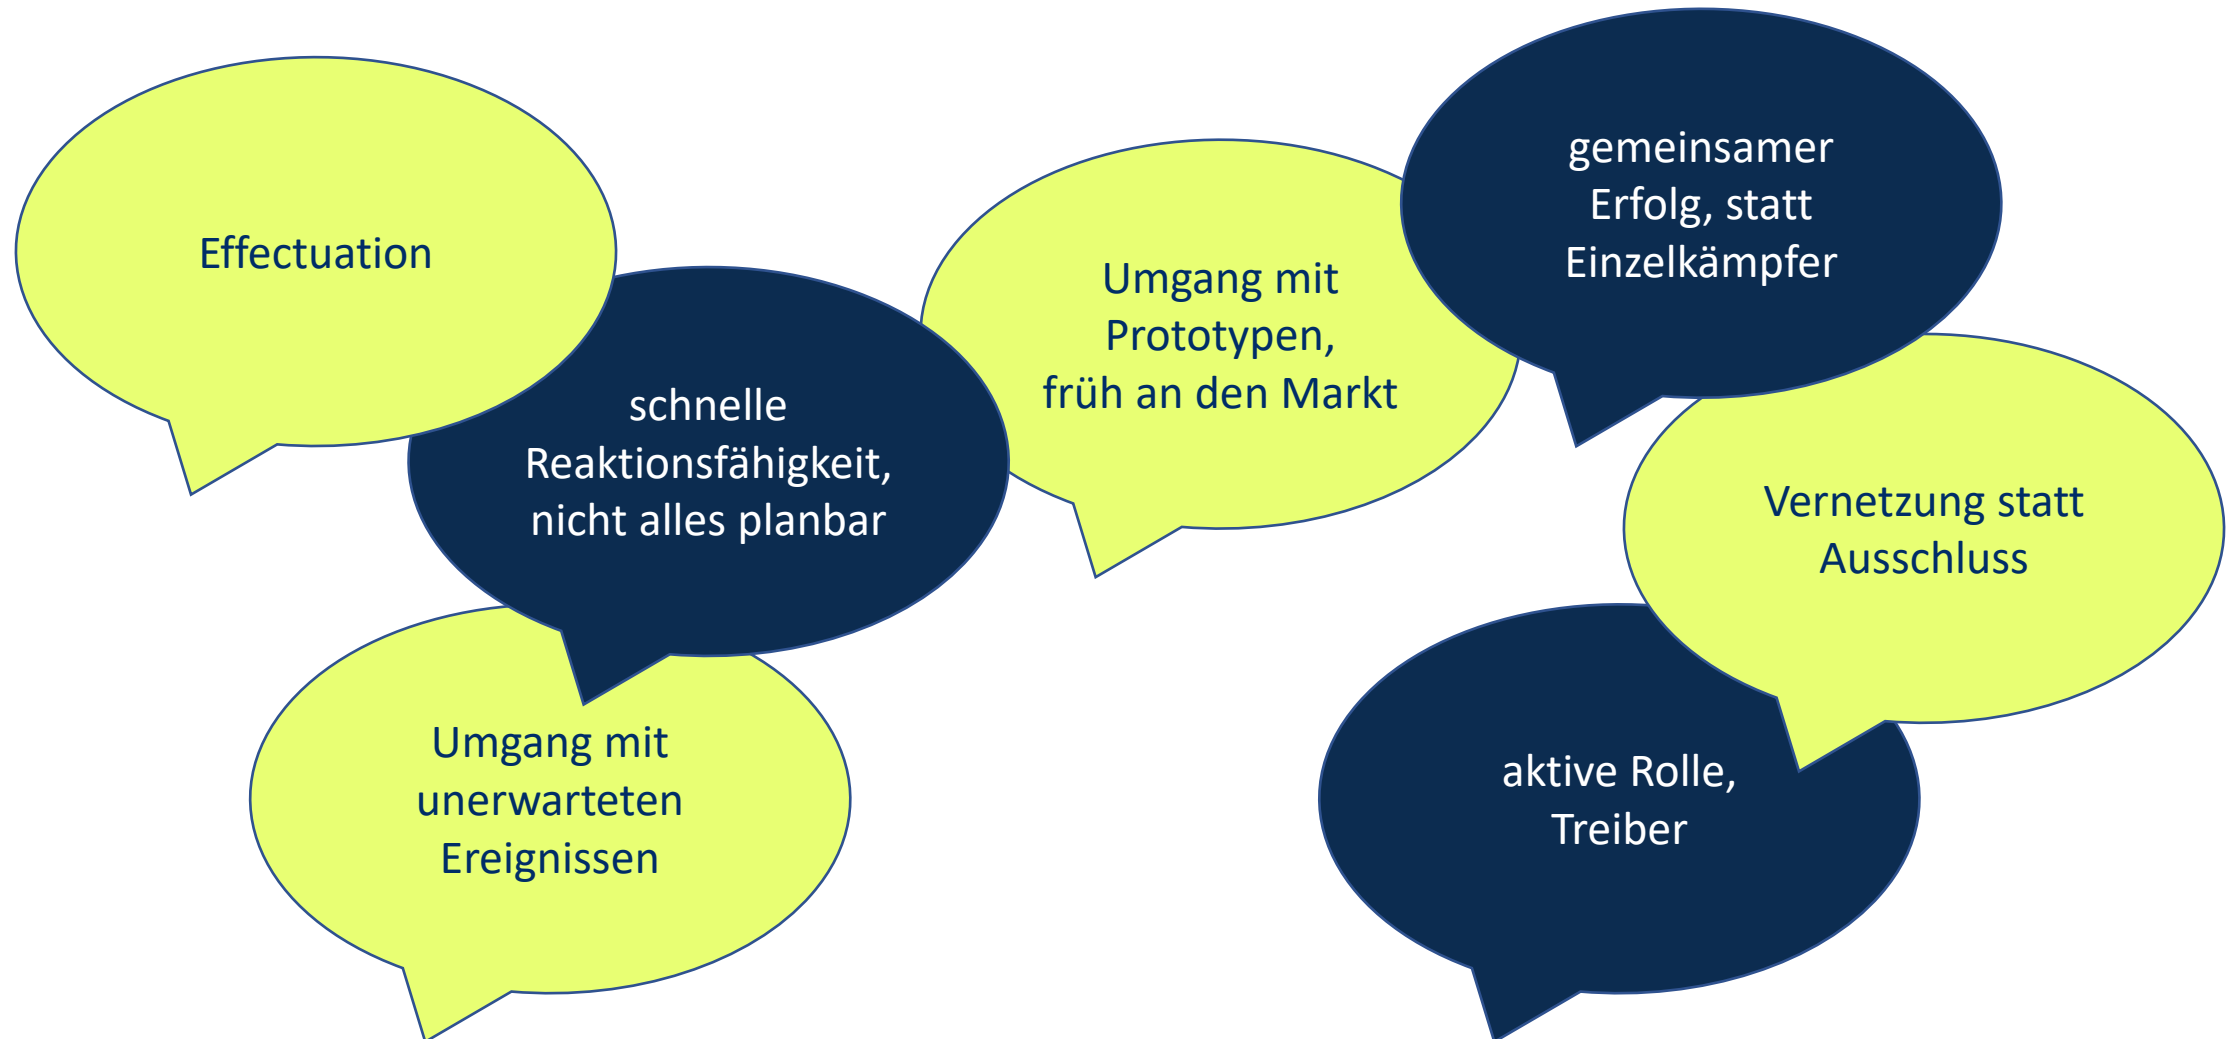 Effectuation
schnelle
Reaktionsfähigkeit,
nicht alles planbar
Umgang mit
unerwarteten
Ereignissen
Umgang mit
Prototypen,
früh an den Markt
gemeinsamer
Erfolg, statt
Einzelkämpfer
Vernetzung statt
Ausschluss
aktive Rolle,
Treiber